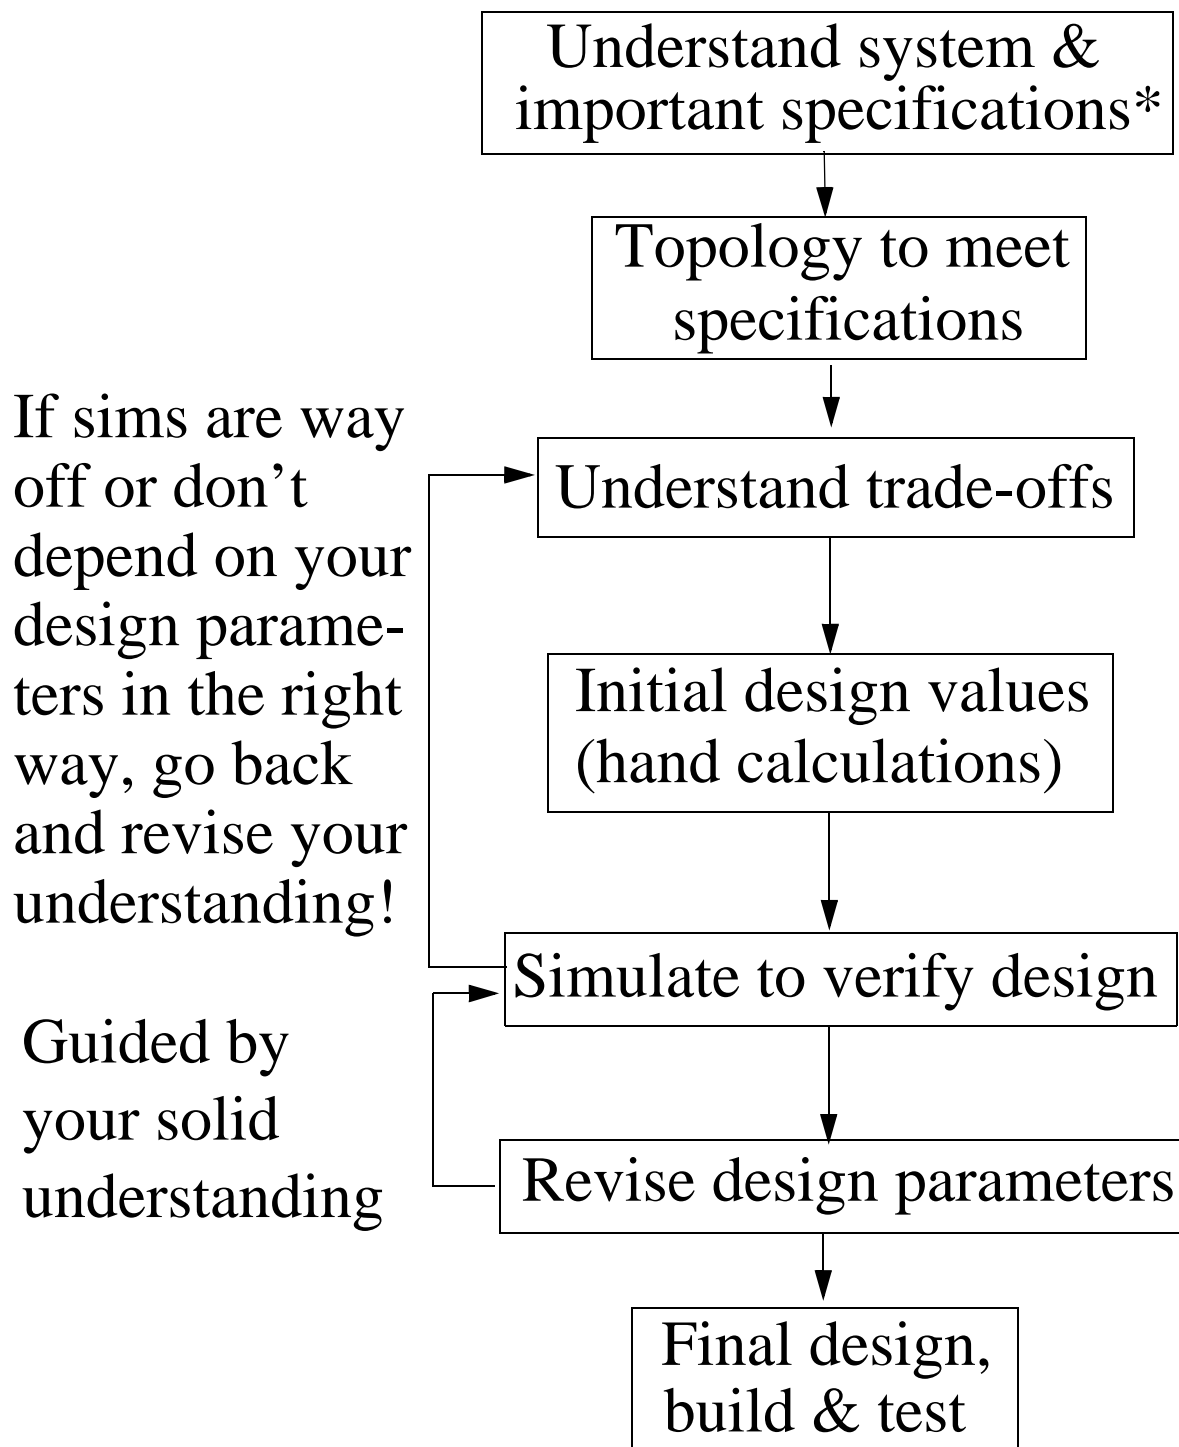 Understand system &
important specifications*
Topology to meet
specifications
If sims are way
off or don’t
depend on your
design parame-
ters in the right
way, go back
and revise your
understanding!
Understand trade-offs
Initial design values
(hand calculations)
Simulate to verify design
Guided by
your solid
understanding
Revise design parameters
Final design,
build & test